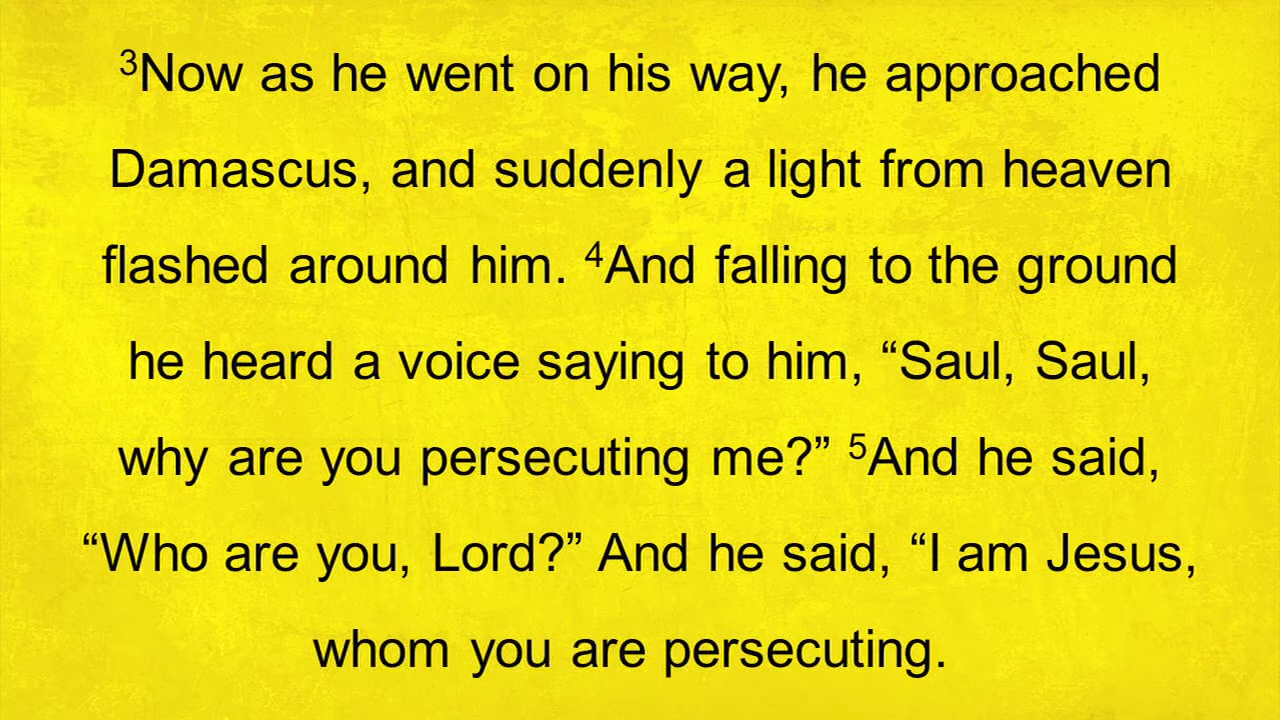 ³Now as he went on his way, he approached
Damascus, and suddenly a light from heaven
flashed around him. ⁴And falling to the ground
he heard a voice saying to him, “Saul, Saul,
why are you persecuting me?” ⁵And he said,
“Who are you, Lord?” And he said, “I am Jesus,
whom you are persecuting.